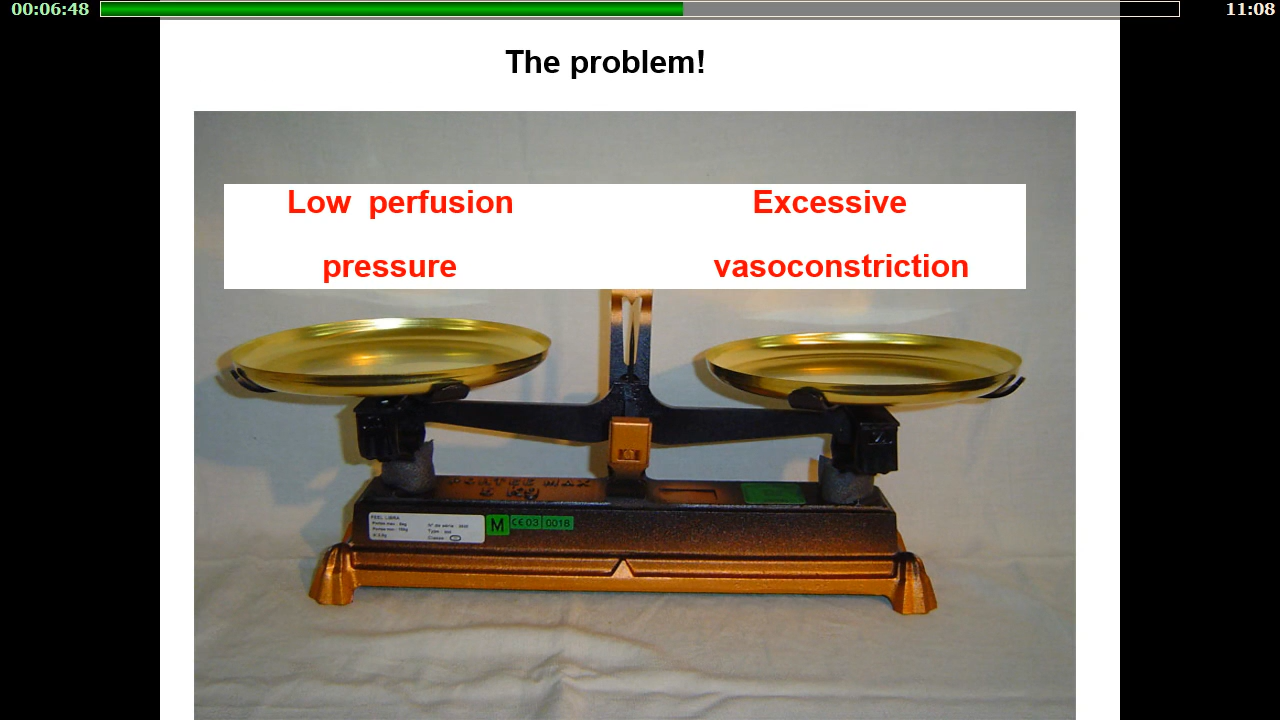 00:06:48
11:08
The problem!
Low perfusion
pressure
Excessive
vasoconstriction
M
CE 03
0018